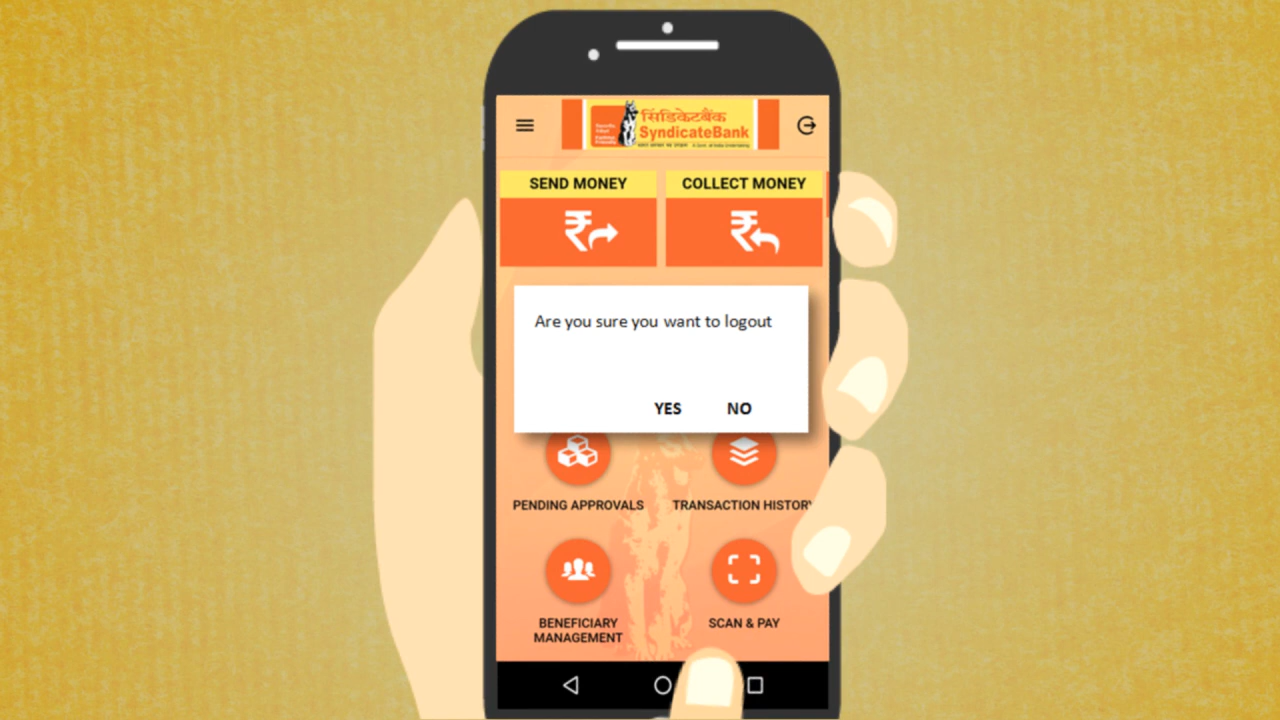 सिंडिकेटबैंक
SyndicateBank
SEND MONEY
COLLECT MONEY
Are you sure you want to logout
YES
NO
PENDING APPROVALS
TRANSACTION HISTORY
BENEFICIARY
MANAGEMENT
SCAN & PAY